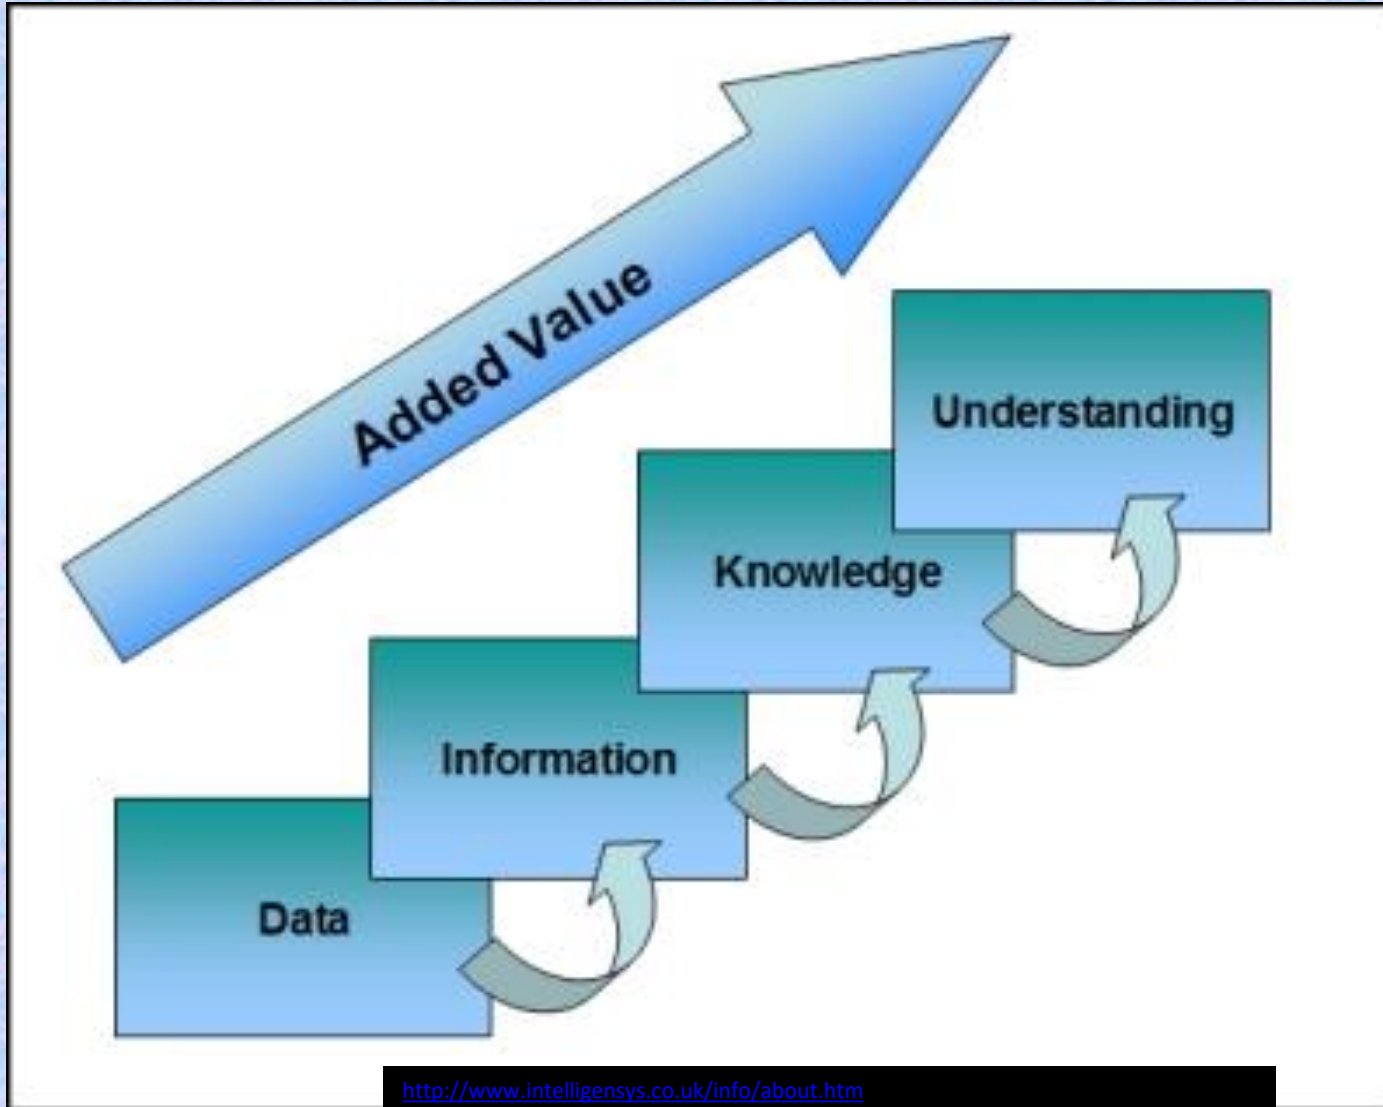 Added Value
Understanding
Knowledge
Information
Data
http://www.intelligensys.co.uk/info/about.htm